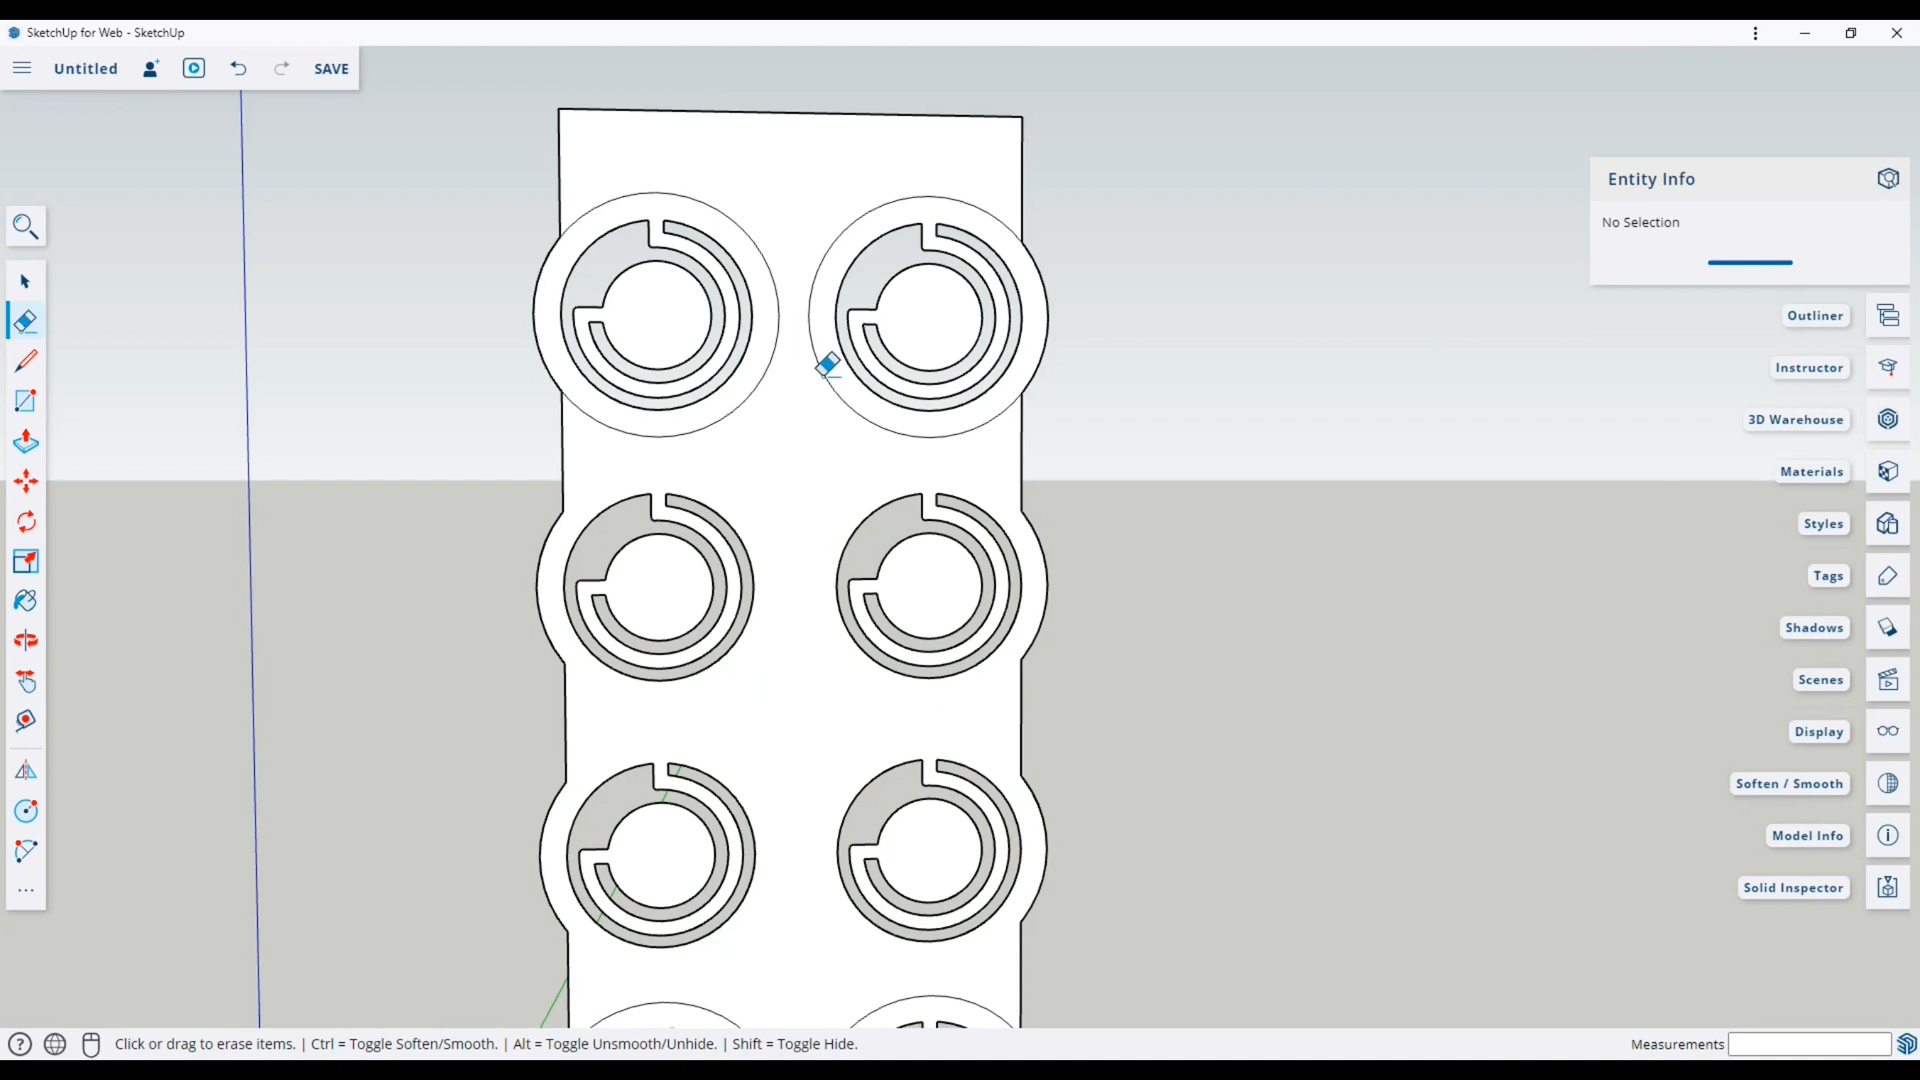 SketchUp for Web - SketchUp
Untitled
SAVE
Entity Info
No Selection
Outliner
Instructor
3D Warehouse
Materials
Styles
Tags
Shadows
Scenes
Display
Soften / Smooth
Model Info
Solid Inspector
Click or drag to erase items. | Ctrl = Toggle Soften/Smooth. | Alt = Toggle Unsmooth/Unhide. | Shift = Toggle Hide.
Measurements